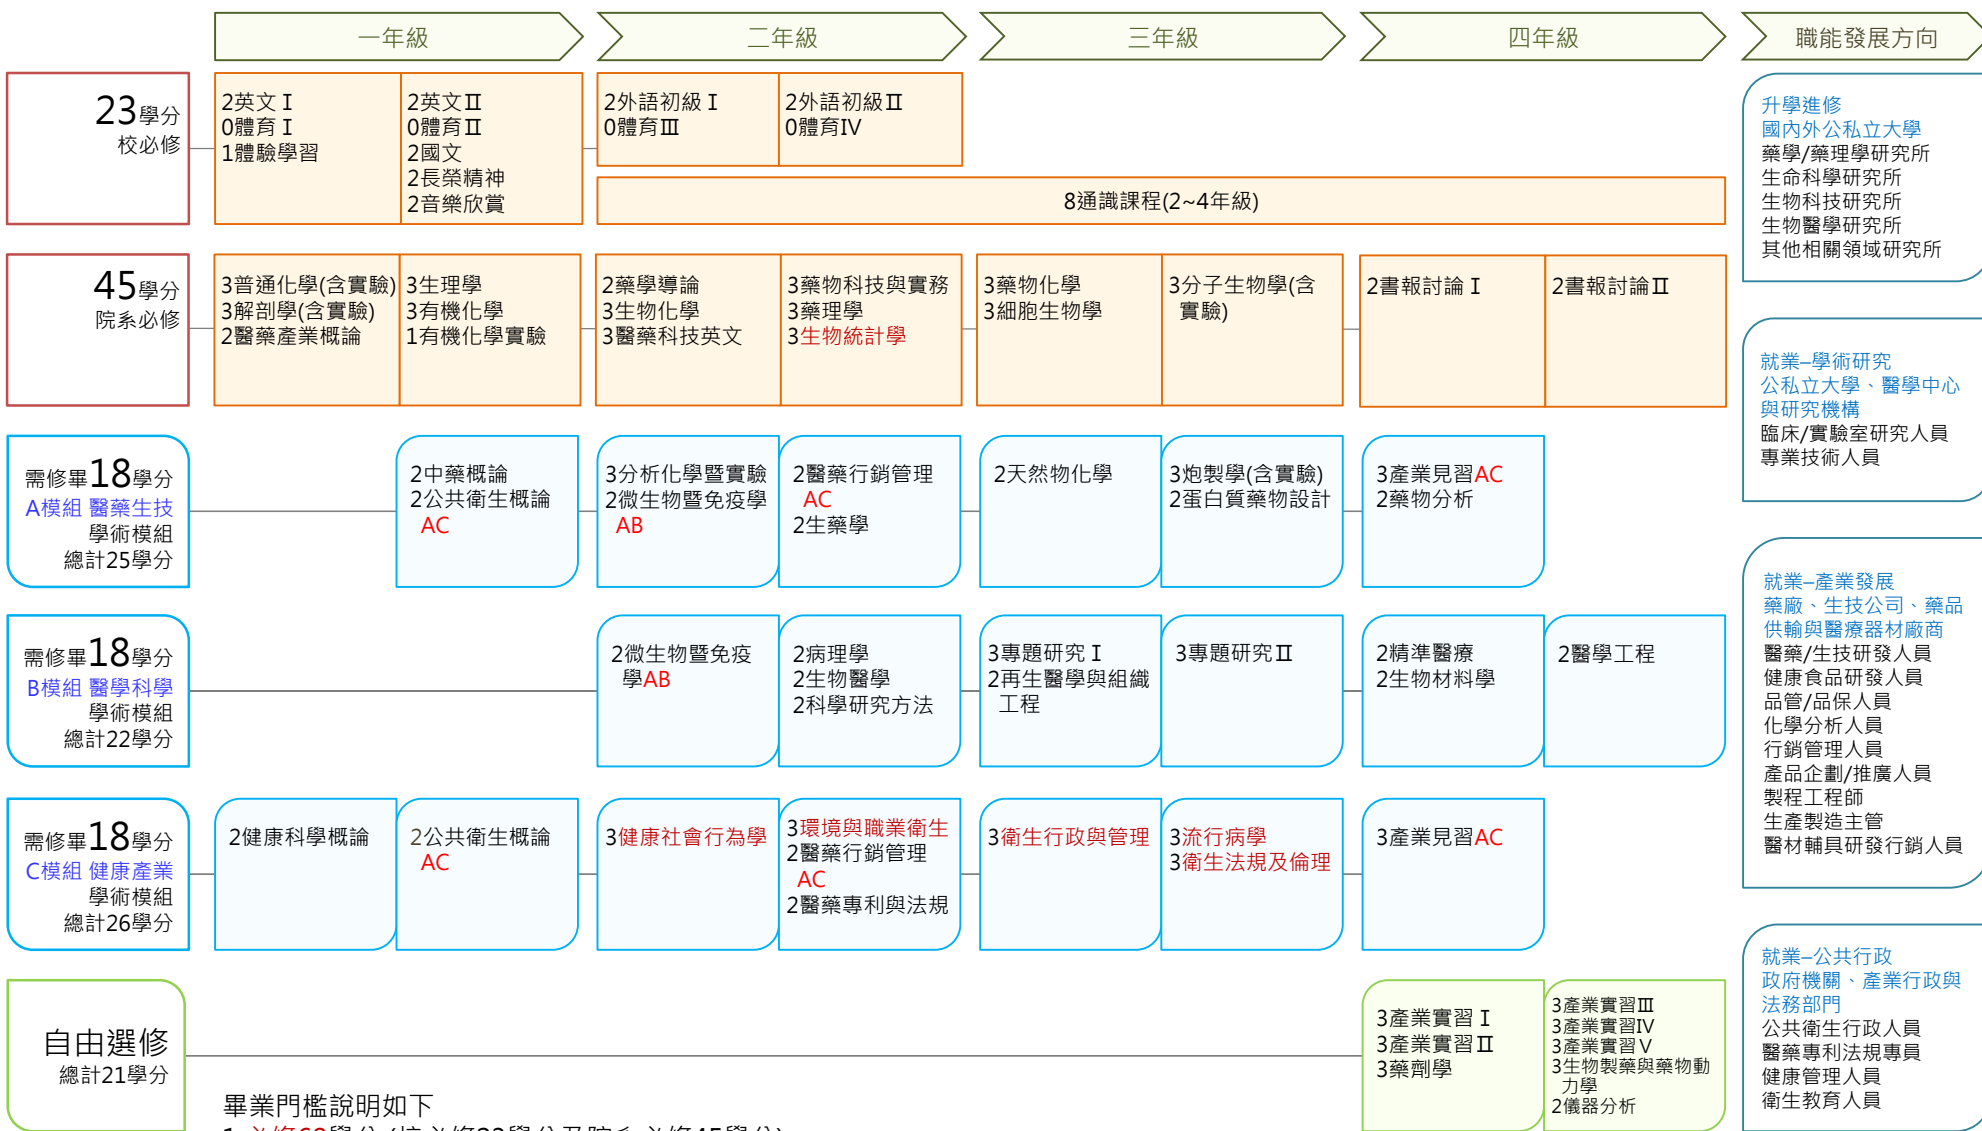 一年級
二年級
三年級
四年級
職能發展方向
23學分
校必修
2英文Ⅰ
0體育Ⅰ
1體驗學習
2英文Ⅱ
0體育Ⅱ
2國文
2長榮精神
2音樂欣賞
2外語初級Ⅰ
0體育Ⅲ
2外語初級Ⅱ
0體育Ⅳ
8通識課程(2~4年級)
45學分
院系必修
3普通化學(含實驗)
3解剖學(含實驗)
2醫藥產業概論
3生理學
3有機化學
1有機化學實驗
2藥學導論
3生物化學
3醫藥科技英文
3藥物科技與實務
3藥理學
3生物統計學
3藥物化學
3細胞生物學
3分子生物學(含
實驗)
2書報討論Ⅰ
2書報討論Ⅱ
需修畢18學分
A模組 醫藥生技
學術模組
總計25學分
2中藥概論
2公共衛生概論
AC
3分析化學暨實驗
2微生物暨免疫學
AB
2醫藥行銷管理
AC
2生藥學
2天然物化學
3炮製學(含實驗)
2蛋白質藥物設計
3產業見習AC
2藥物分析
需修畢18學分
B模組 醫學科學
學術模組
總計22學分
2微生物暨免疫
學AB
2病理學
2生物醫學
2科學研究方法
3專題研究Ⅰ
2再生醫學與組織
工程
3專題研究Ⅱ
2精準醫療
2生物材料學
2醫學工程
需修畢18學分
C模組 健康產業
學術模組
總計26學分
2健康科學概論
2公共衛生概論
AC
3健康社會行為學
3環境與職業衛生
2醫藥行銷管理
AC
2醫藥專利與法規
3衛生行政與管理
3流行病學
3衛生法規及倫理
3產業見習AC
自由選修
總計21學分
3產業實習Ⅰ
3產業實習Ⅱ
3藥劑學
3產業實習Ⅲ
3產業實習Ⅳ
3產業實習Ⅴ
3生物製藥與藥物動
力學
2儀器分析
升學進修
國內外公私立大學
藥學/藥理學研究所
生命科學研究所
生物科技研究所
生物醫學研究所
其他相關領域研究所
就業–學術研究
公私立大學、醫學中心
與研究機構
臨床/實驗室研究人員
專業技術人員
就業–產業發展
藥廠、生技公司、藥品
供輸與醫療器材廠商
醫藥/生技研發人員
健康食品研發人員
品管/品保人員
化學分析人員
行銷管理人員
產品企劃/推廣人員
製程工程師
生產製造主管
醫材輔具研發行銷人員
就業–公共行政
政府機關、產業行政與
法務部門
公共衛生行政人員
醫藥專利法規專員
健康管理人員
衛生教育人員
畢業門檻說明如下
1.必修68學分 (校必修23學分及院系必修45學分)